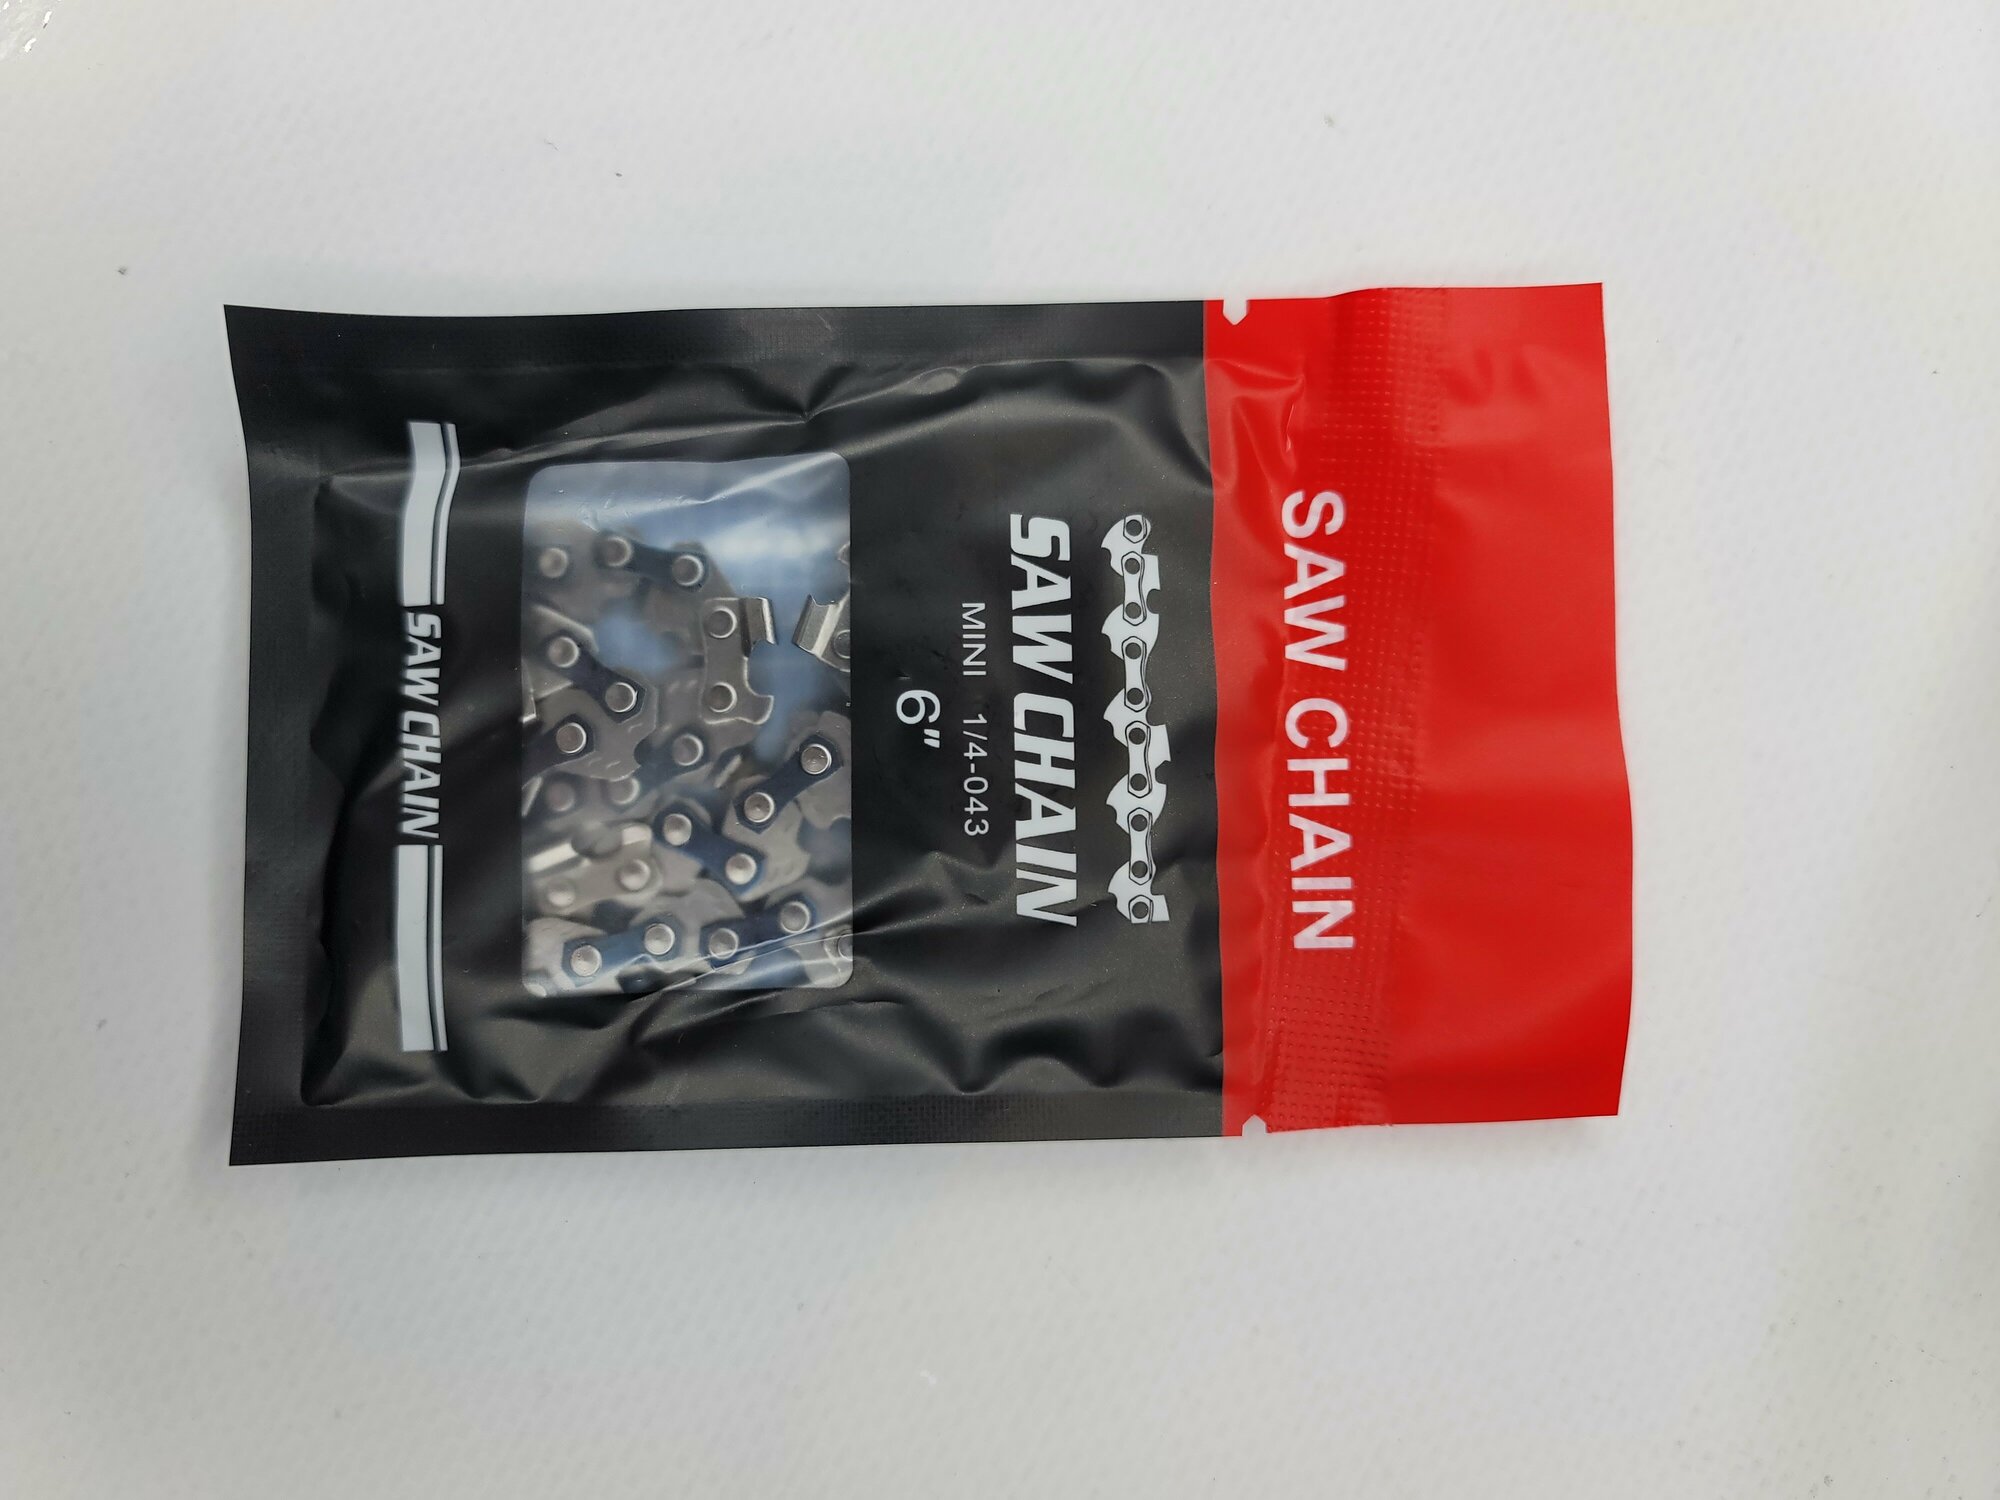 SAW CHAIN
SAW CHAIN
MINI 1/4-043
6"
SAW CHAIN